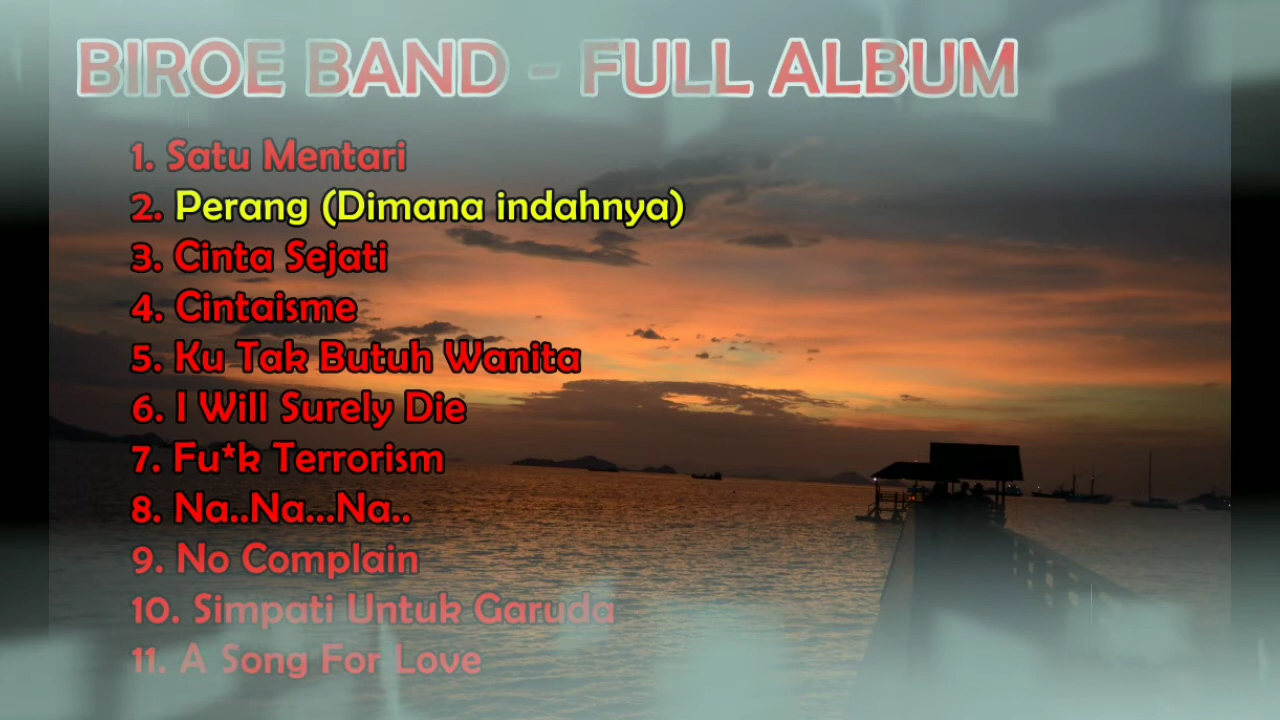 BIROE BAND - FULL ALBUM
1. Satu Mentari
2. Perang (Dimana indahnya)
3. Cinta Sejati
4. Cintaisme
5. Ku Tak Butuh Wanita
6. I Will Surely Die
7. Fu*k Terrorism
8. Na..Na...Na..
9. No Complain
10. Simpati Untuk Garuda
11. A Song For Love